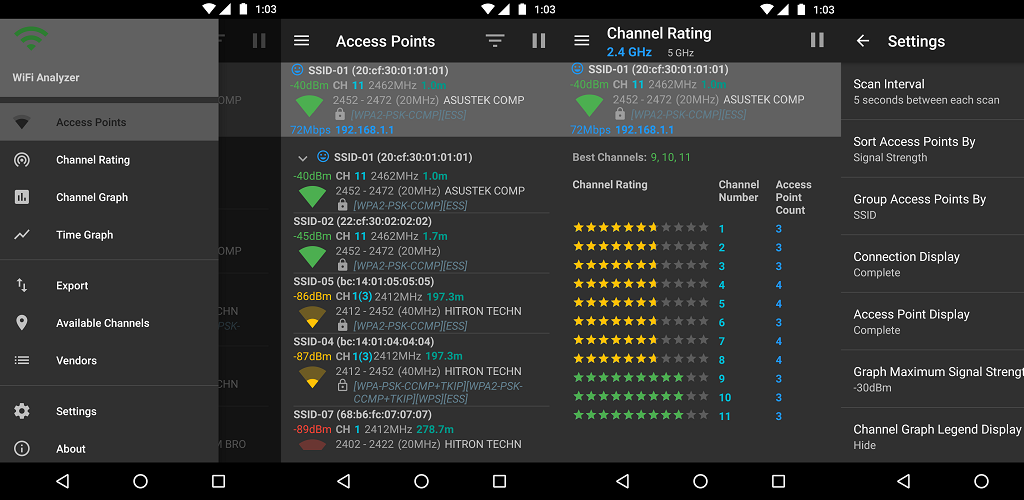 1:03
WiFi Analyzer
Access Points
Channel Rating
Channel Graph
Time Graph
Export
Available Channels
Vendors
Settings
About
OMP
OMP
CHN
PSK-
CHN
M BRO
1:03
Access Points
SSID-01 (20:cf:30:01:01:01)
-40dBm CH 11 2462MHz 1.0m
2452 - 2472 (20MHz) ASUSTEK COMP
[WPA2-PSK-CCMP][ESS]
72Mbps 192.168.1.1
SSID-01 (20:cf:30:01:01:01)
-40dBm CH 11 2462MHz 1.0m
2452 - 2472 (20MHz) ASUSTEK COMP
[WPA2-PSK-CCMP][ESS]
SSID-02 (22:cf:30:02:02:02)
-45dBm CH 11 2462MHz 1.7m
2452 - 2472 (20MHz)
[WPA2-PSK-CCMP][ESS]
SSID-05 (bc:14:01:05:05:05)
-86dBm CH 1(3) 2412MHz 197.3m
2412 - 2452 (40MHz) HITRON TECHN
[WPA2-PSK-CCMP][ESS]
SSID-04 (bc:14:01:04:04:04)
-87dBm CH 1(3) 2412MHz 197.3m
2412 - 2452 (40MHz) HITRON TECHN
[WPA-PSK-CCMP+TKIP][WPA2-PSK-
CCMP+TKIP][WPS][ESS]
SSID-07 (68:b6:fc:07:07:07)
-89dBm CH 1 2412MHz 278.7m
2402 - 2422 (20MHz) HITRON TECHN
1:03
Channel Rating
2.4 GHz 5 GHz
SSID-01 (20:cf:30:01:01:01)
-40dBm CH 11 2462MHz 1.0m
2452 - 2472 (20MHz) ASUSTEK COMP
[WPA2-PSK-CCMP][ESS]
72Mbps 192.168.1.1
Best Channels: 9, 10, 11
Channel Rating Channel Access
Number Point
Count
1 3
2 3
3 3
4 4
5 4
6 3
7 4
8 4
9 3
10 3
11 3
1:03
Settings
Scan Interval
5 seconds between each scan
Sort Access Points By
Signal Strength
Group Access Points By
SSID
Connection Display
Complete
Access Point Display
Complete
Graph Maximum Signal Strengt
-30dBm
Channel Graph Legend Display
Hide